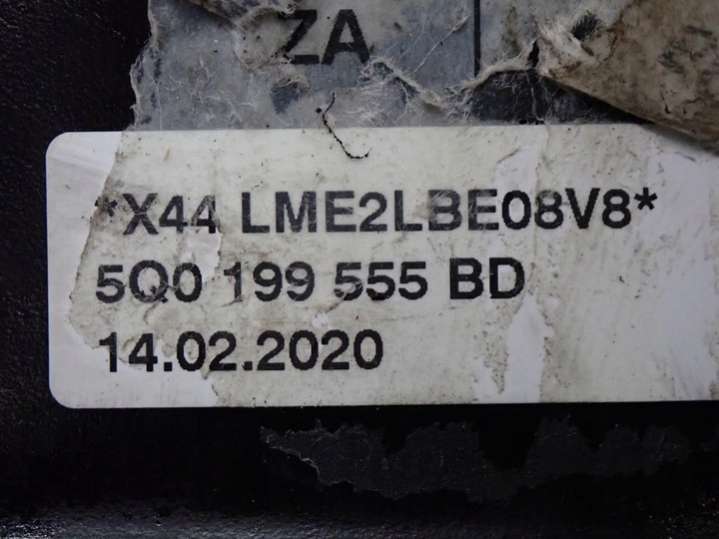 ZA
*X44 LME2LBE08V8*
5Q0 199 555 BD
14.02.2020